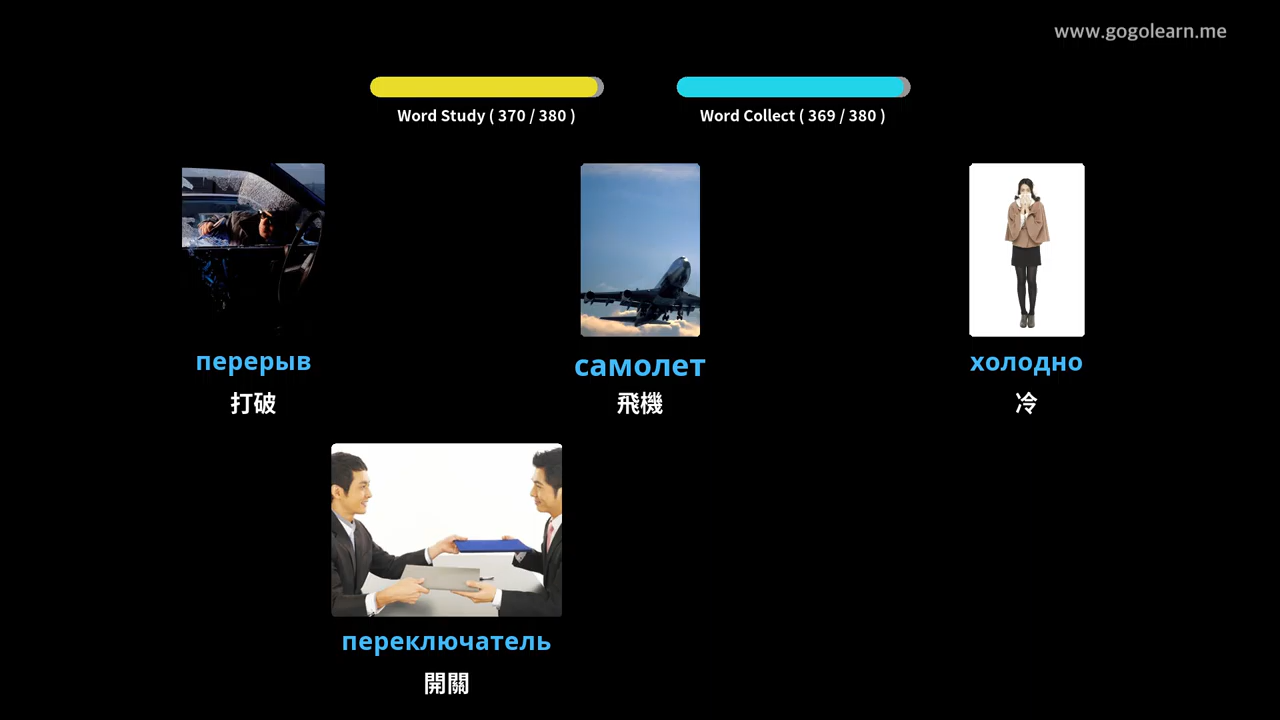 www.gogolearn.me
Word Study ( 370 / 380 )
Word Collect ( 369 / 380 )
перерыв
самолет
холодно
打破
飛機
冷
переключатель
開關